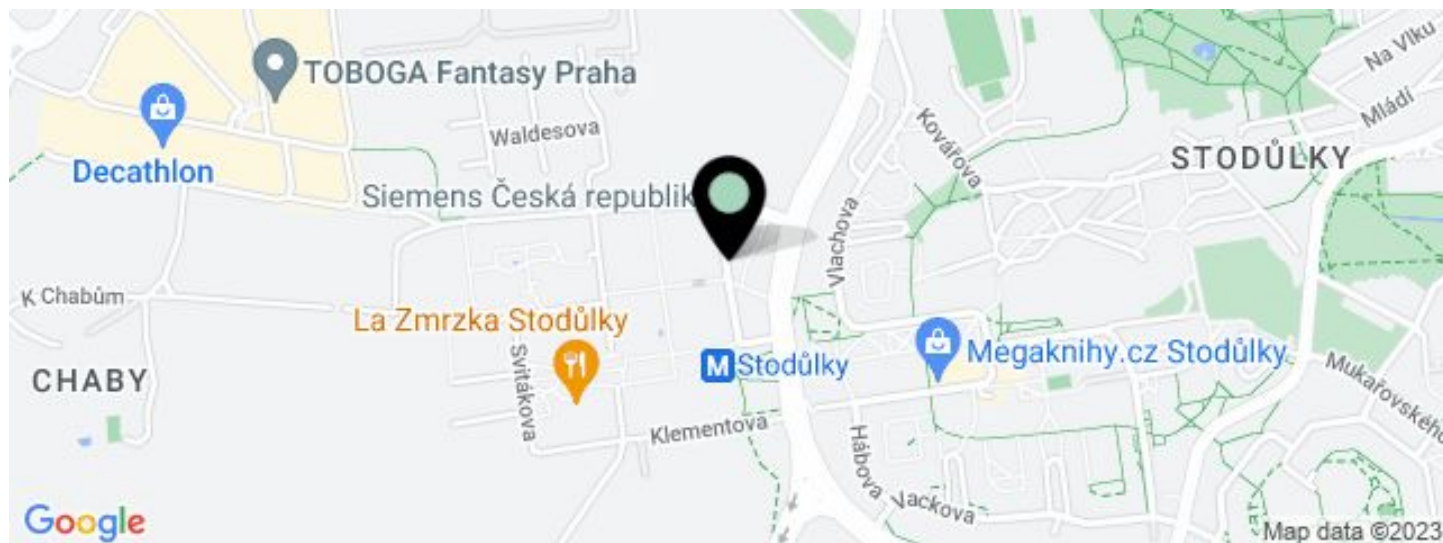 TOBOGA Fantasy Praha
Decathlon
Waldesova
Siemens Česká republik
Kovářova
Na Vlku
Mládí
STODŮLKY
Vlachova
K Chabům
La Zmrzka Stodůlky
CHABY
Svitákova
M Stodůlky
Megaknihy.cz Stodůlky
Mukařovského
Klementova
Hábova
Vackova
Google
Map data ©2023